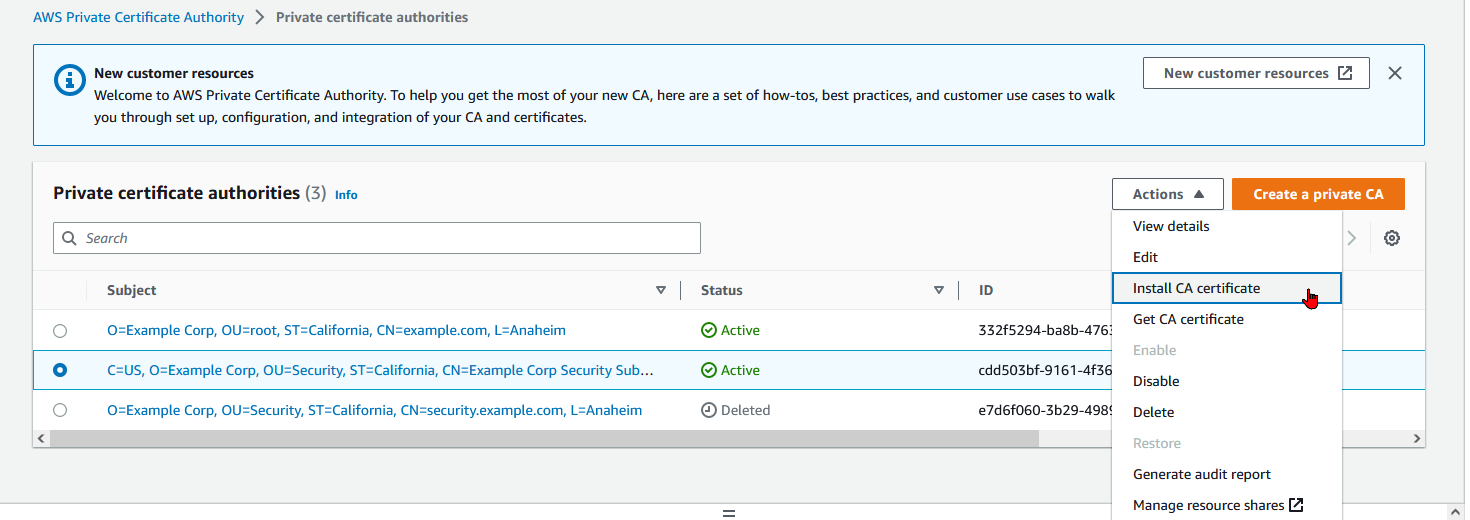 AWS Private Certificate Authority > Private certificate authorities
New customer resources
Welcome to AWS Private Certificate Authority. To help you get the most of your new CA, here are a set of how-tos, best practices, and customer use cases to walk
you through set up, configuration, and integration of your CA and certificates.
New customer resources
Private certificate authorities (3) Info
Actions
Create a private CA
Search
View details
Edit
Install CA certificate
Get CA certificate
Enable
Disable
Delete
Restore
Generate audit report
Manage resource shares
Subject Status ID
O=Example Corp, OU=root, ST=California, CN=example.com, L=Anaheim Active 332f5294-ba8b-4763
C=US, O=Example Corp, OU=Security, ST=California, CN=Example Corp Security Sub... Active cdd503bf-9161-4f36
O=Example Corp, OU=Security, ST=California, CN=security.example.com, L=Anaheim Deleted e7d6f060-3b29-4989